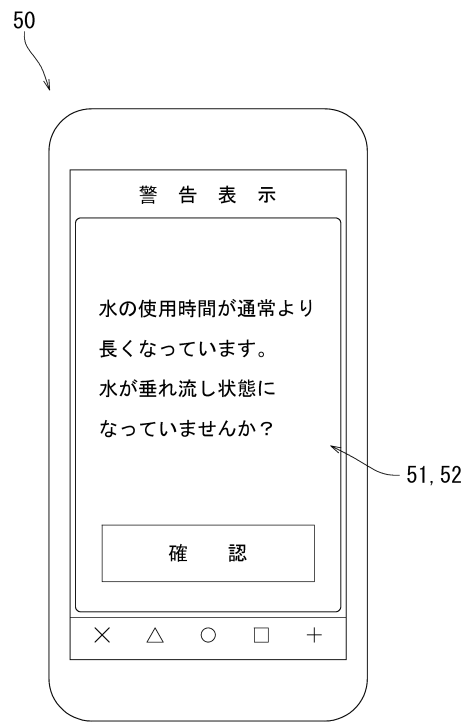 50
警告表示
水の使用時間が通常より
長くなっています。
水が垂れ流し状態に
なっていませんか？
51,52
確認